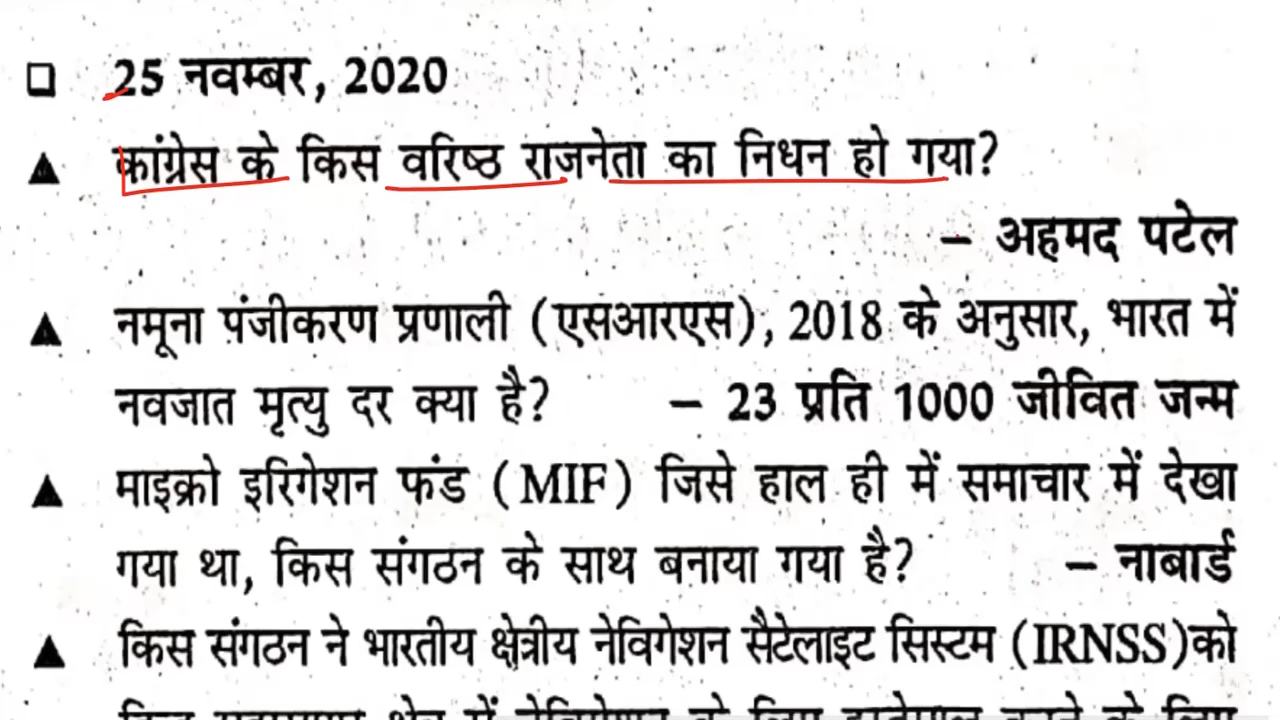 25 नवम्बर, 2020
कांग्रेस के किस वरिष्ठ राजनेता का निधन हो गया?
– अहमद पटेल
नमूना पंजीकरण प्रणाली (एसआरएस), 2018 के अनुसार, भारत में
नवजात मृत्यु दर क्या है? – 23 प्रति 1000 जीवित जन्म
माइक्रो इरिगेशन फंड (MIF) जिसे हाल ही में समाचार में देखा
गया था, किस संगठन के साथ बनाया गया है? – नाबार्ड
किस संगठन ने भारतीय क्षेत्रीय नेविगेशन सैटेलाइट सिस्टम (IRNSS)को